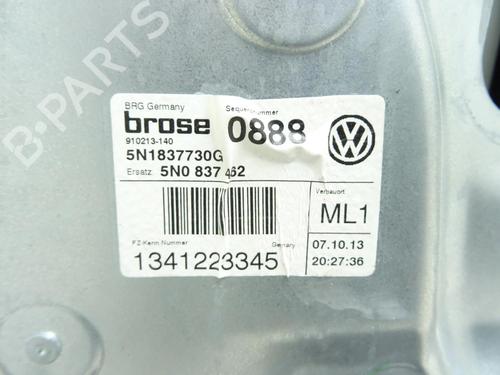 BRG Germany
Sequenznummer
brose 0888
910213-140
5N1837730G
Ersatz 5N0 837 462
Verbauort
ML1
FZ-Kenn.Nummer
Germany
1341223345
07.10.13
20:27:36
B-PARTS